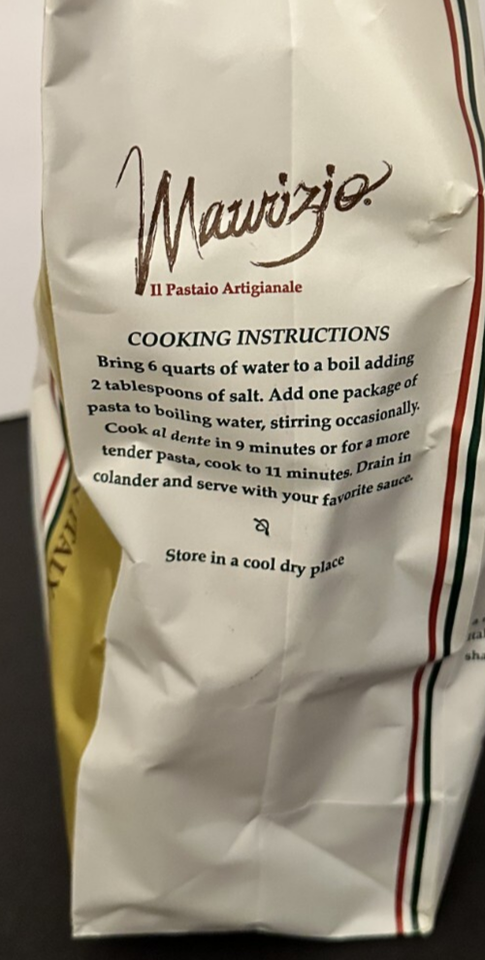 Maurizio.
Il Pastaio Artigianale
COOKING INSTRUCTIONS
Bring 6 quarts of water to a boil adding
2 tablespoons of salt. Add one package of
pasta to boiling water, stirring occasionally.
Cook al dente in 9 minutes or for a more
tender pasta, cook to 11 minutes. Drain in
colander and serve with your favorite sauce.
Store in a cool dry place
ITALY